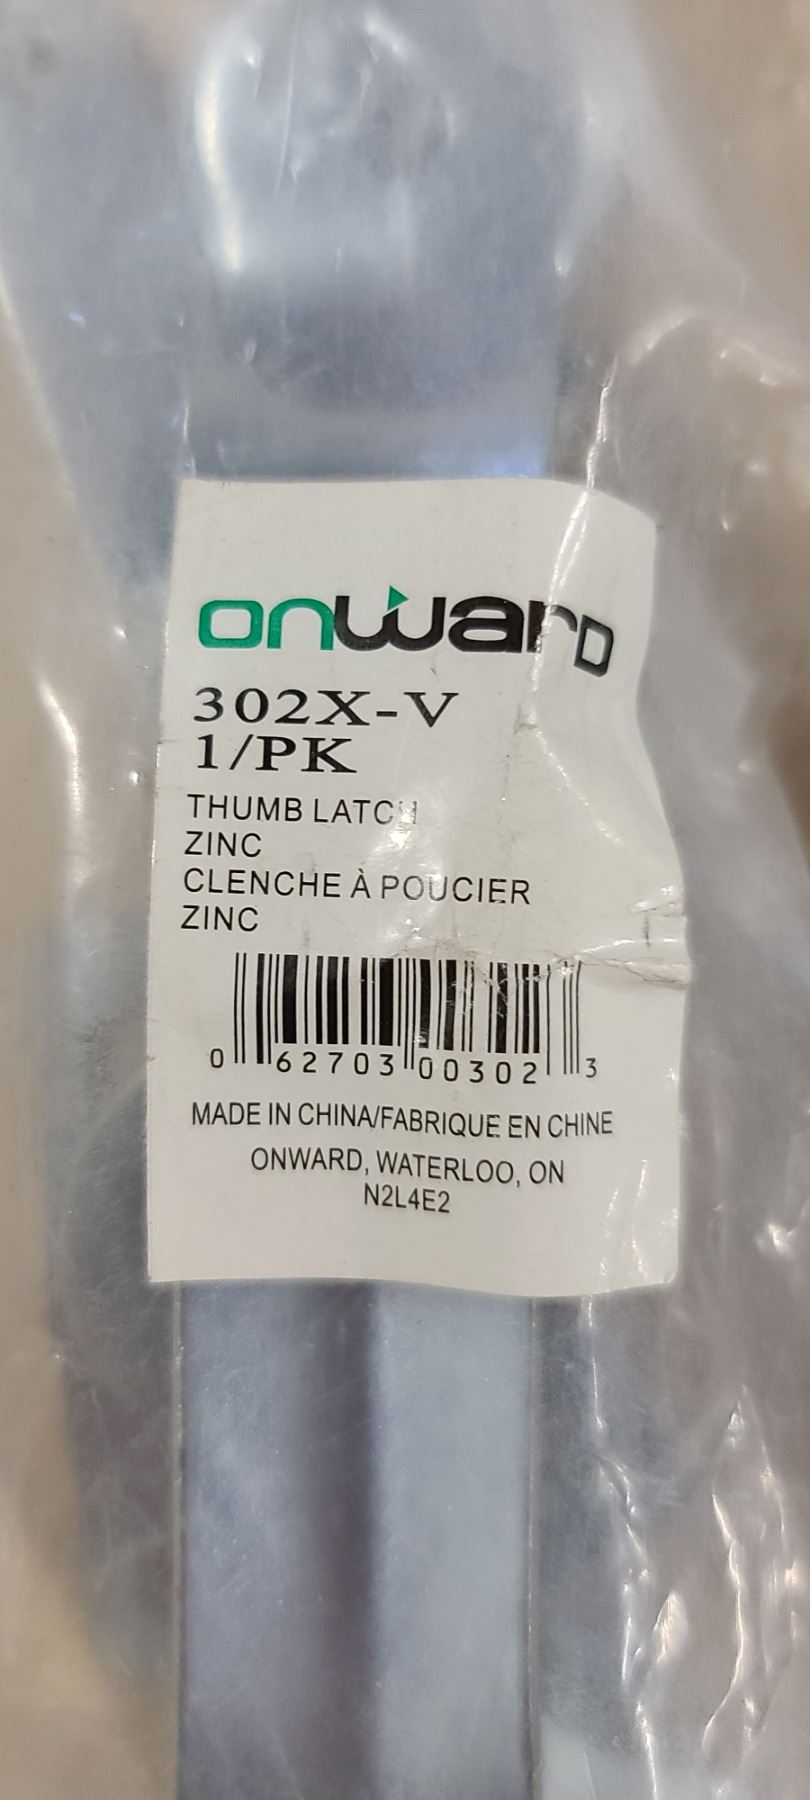 onward
302X-V
1/PK
THUMB LATCH
ZINC
CLENCHE À POUCIER
ZINC
0 62703 00302 3
MADE IN CHINA/FABRIQUE EN CHINE
ONWARD, WATERLOO, ON
N2L4E2